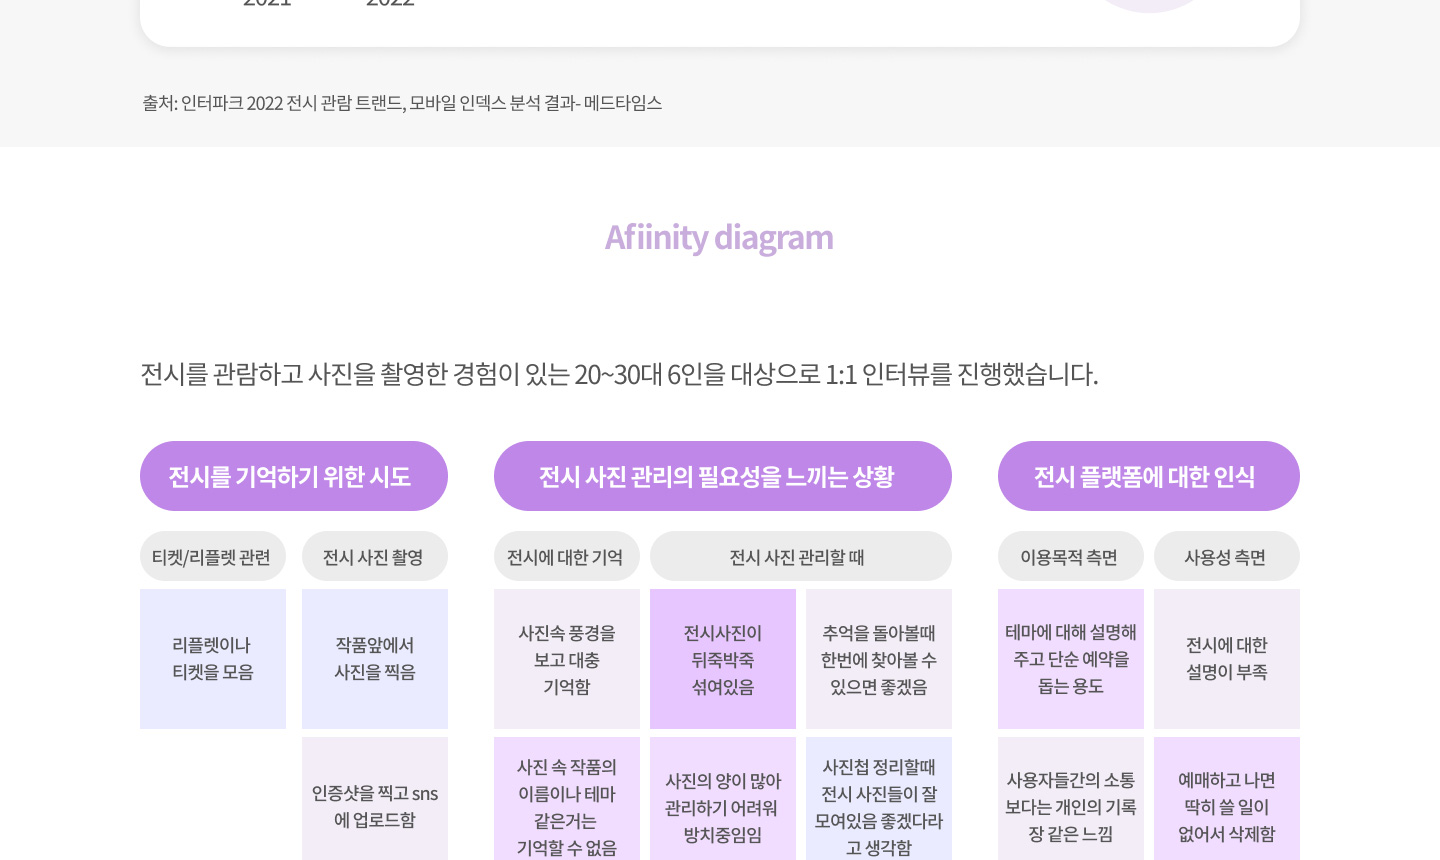 2021 2022
출처: 인터파크 2022 전시 관람 트랜드, 모바일 인덱스 분석 결과- 메드타임스
Afiinity diagram
전시를 관람하고 사진을 촬영한 경험이 있는 20~30대 6인을 대상으로 1:1 인터뷰를 진행했습니다.
전시를 기억하기 위한 시도
티켓/리플렛 관련
리플렛이나
티켓을 모음
전시 사진 촬영
작품앞에서
사진을 찍음
인증샷을 찍고 sns
에 업로드함
전시 사진 관리의 필요성을 느끼는 상황
전시에 대한 기억
사진속 풍경을
보고 대충
기억함
사진 속 작품의
이름이나 테마
같은거는
기억할 수 없음
전시 사진 관리할 때
전시사진이
뒤죽박죽
섞여있음
추억을 돌아볼때
한번에 찾아볼 수
있으면 좋겠음
사진의 양이 많아
관리하기 어려워
방치중임임
사진첩 정리할때
전시 사진들이 잘
모여있음 좋겠다라
고 생각함
전시 플랫폼에 대한 인식
이용목적 측면
테마에 대해 설명해
주고 단순 예약을
돕는 용도
사용자들간의 소통
보다는 개인의 기록
장 같은 느낌
사용성 측면
전시에 대한
설명이 부족
예매하고 나면
딱히 쓸 일이
없어서 삭제함